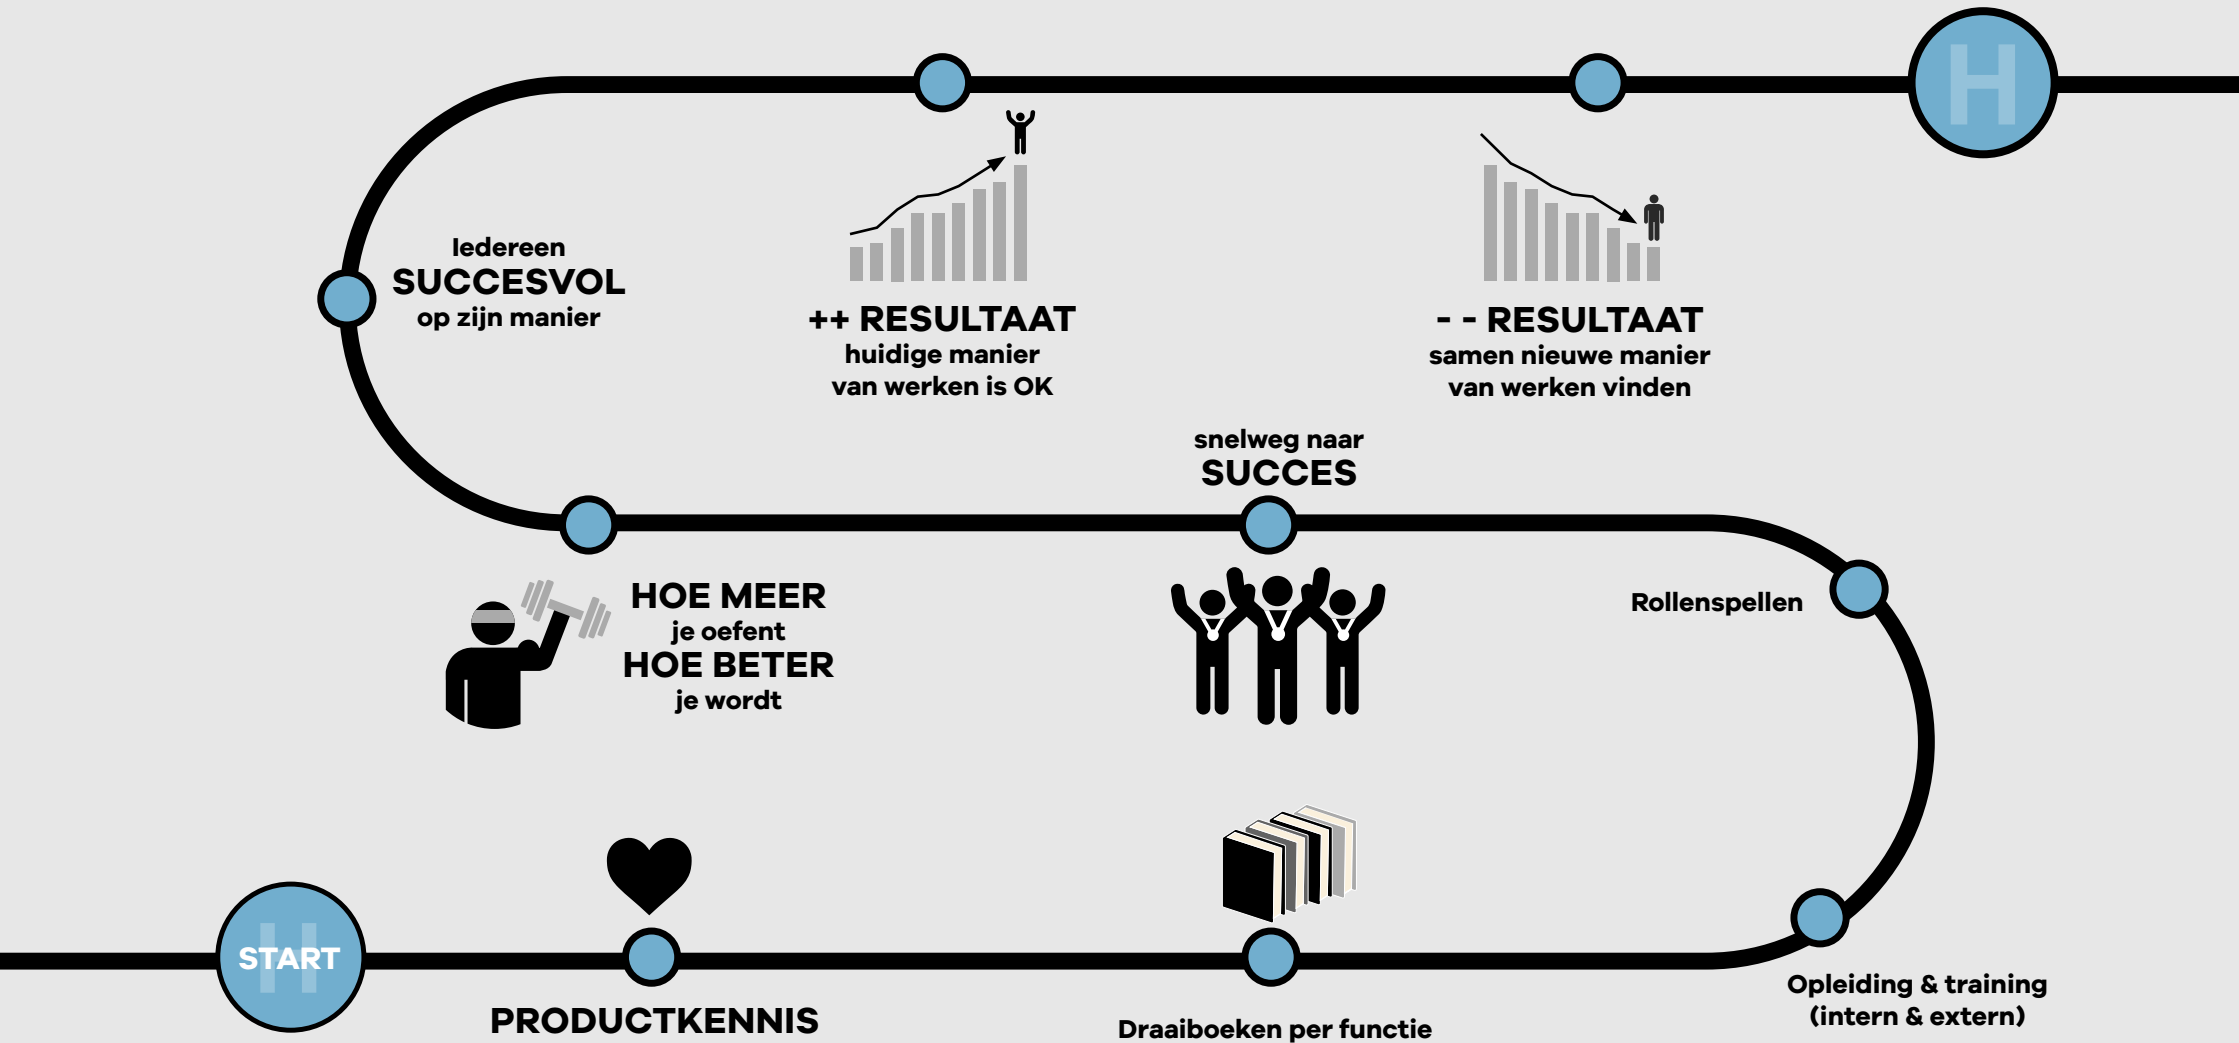 H
Iedereen
SUCCESVOL
op zijn manier
++ RESULTAAT
huidige manier
van werken is OK
- - RESULTAAT
samen nieuwe manier
van werken vinden
snelweg naar
SUCCES
HOE MEER
je oefent
HOE BETER
je wordt
Rollenspellen
H
START
PRODUCTKENNIS
Draaiboeken per functie
Opleiding & training
(intern & extern)